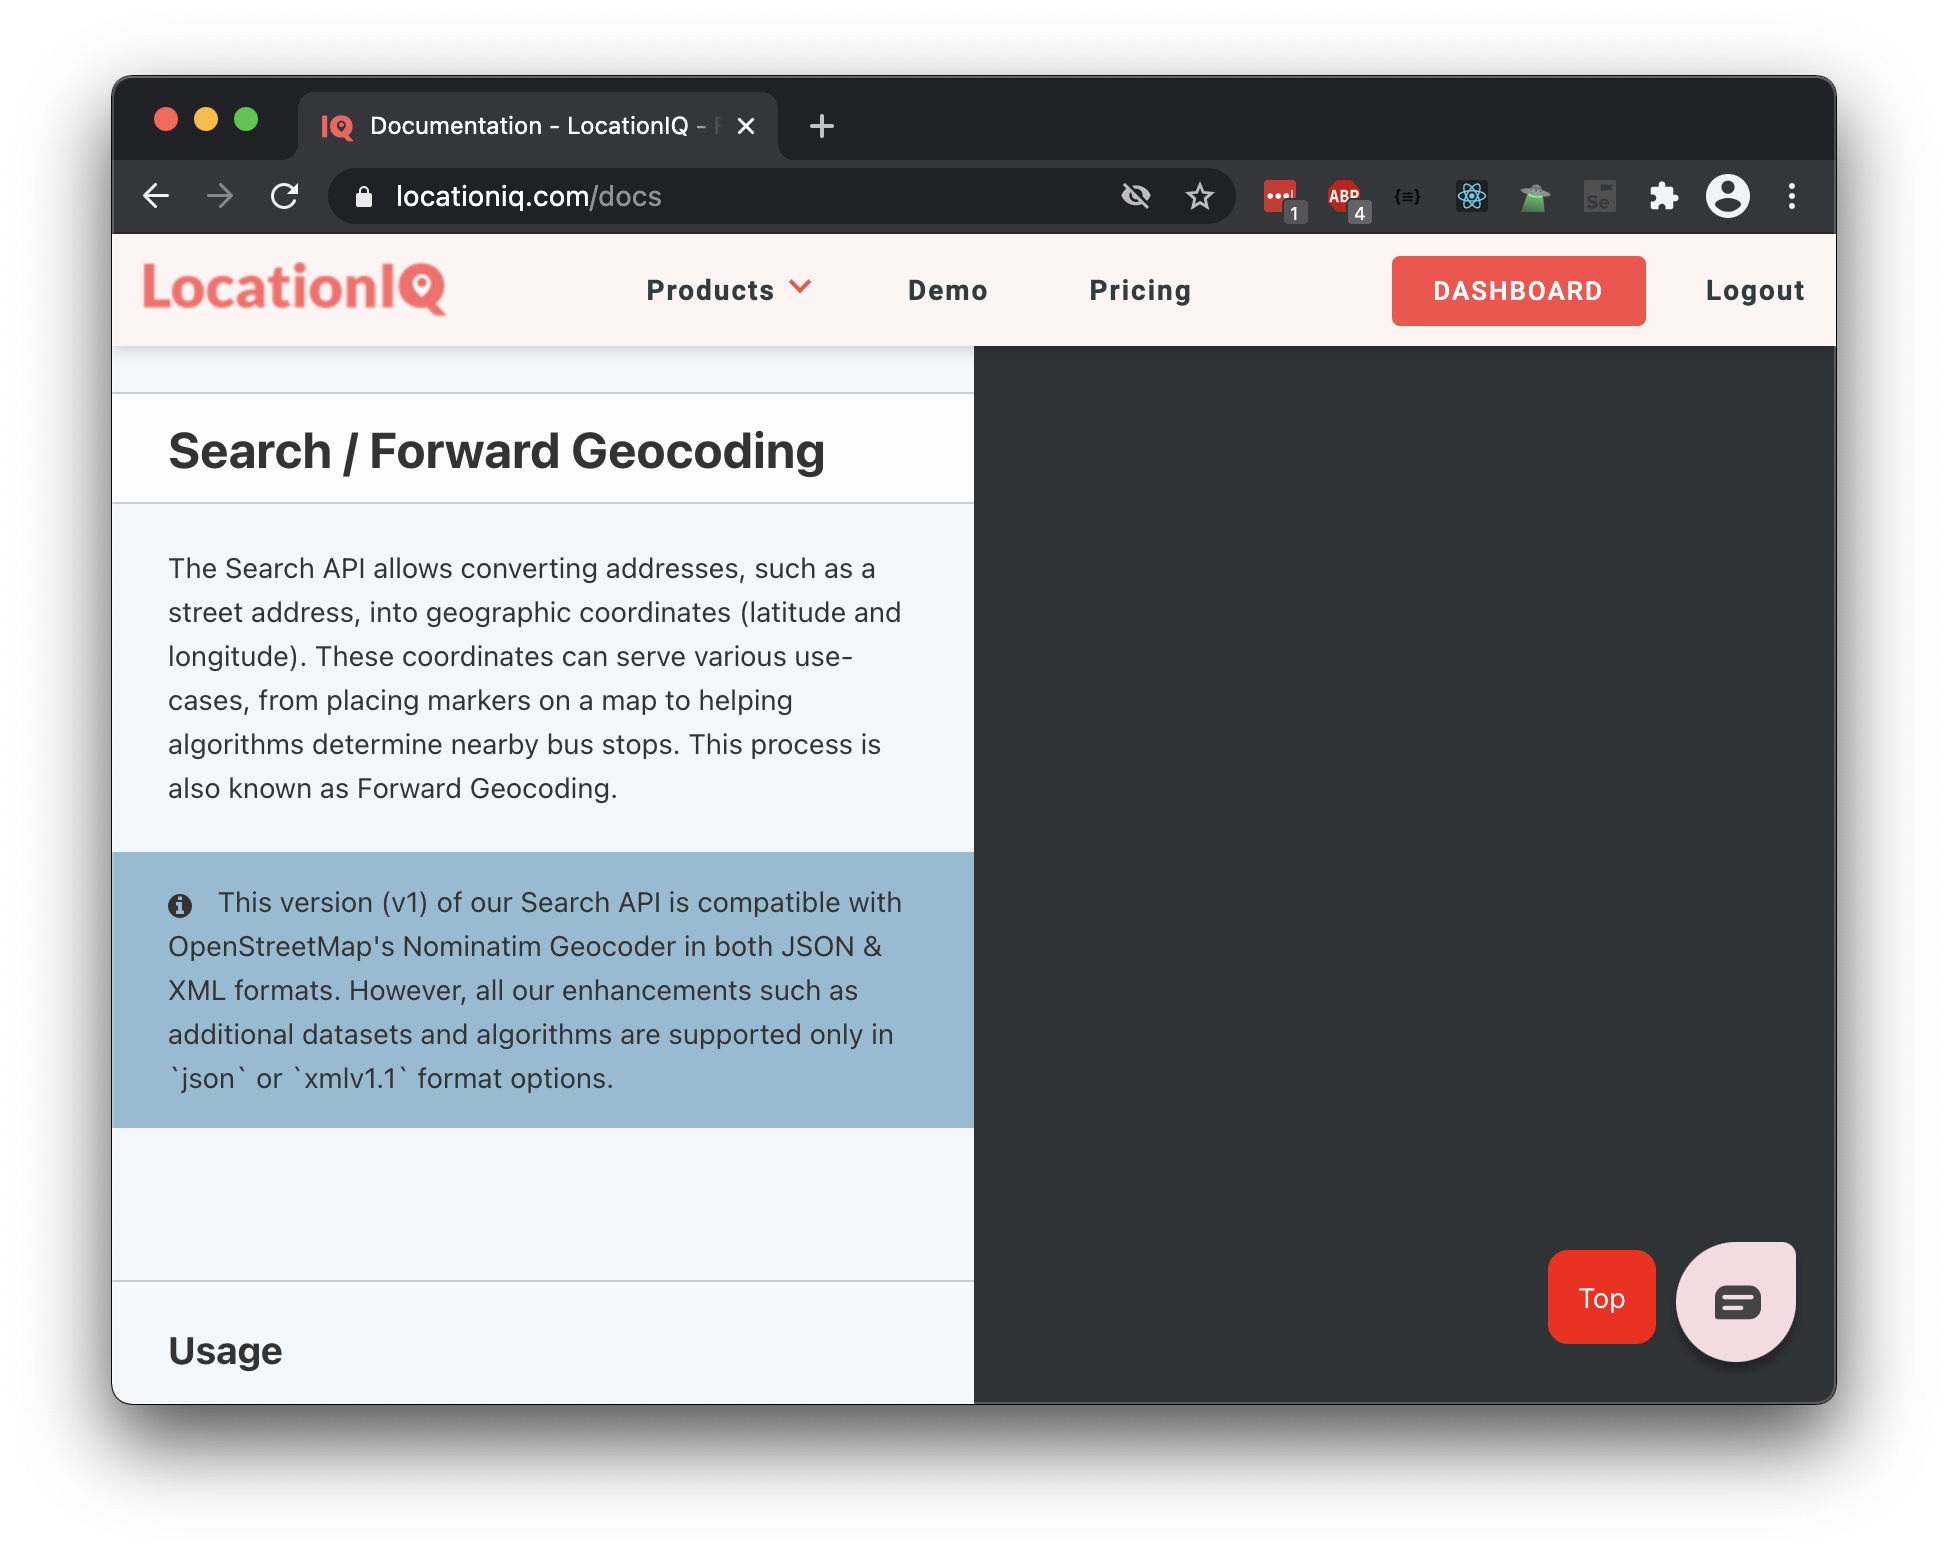 IQ Documentation - LocationIQ -
locationiq.com/docs
1
ABP 4
{≡}
Se
LocationIQ
Products
Demo
Pricing
DASHBOARD
Logout
Search / Forward Geocoding
The Search API allows converting addresses, such as a
street address, into geographic coordinates (latitude and
longitude). These coordinates can serve various use-
cases, from placing markers on a map to helping
algorithms determine nearby bus stops. This process is
also known as Forward Geocoding.
This version (v1) of our Search API is compatible with
OpenStreetMap's Nominatim Geocoder in both JSON &
XML formats. However, all our enhancements such as
additional datasets and algorithms are supported only in
`json` or `xmlv1.1` format options.
Top
Usage